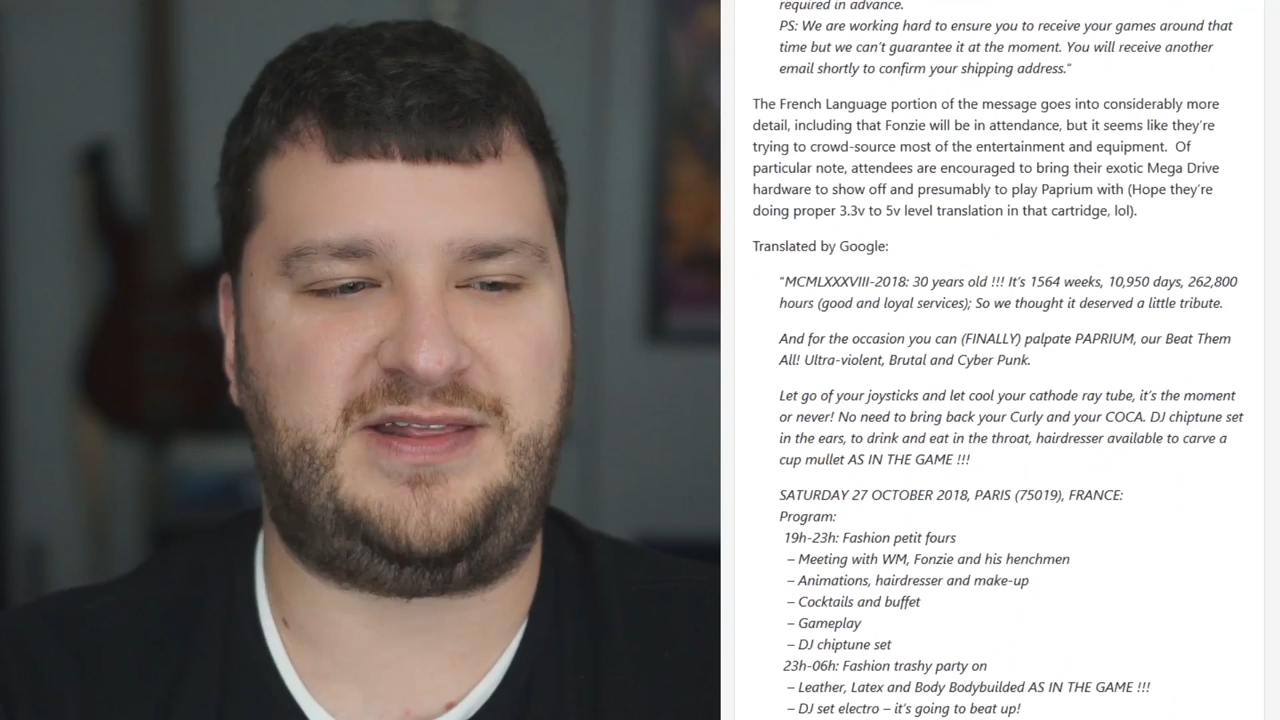 required in advance.
PS: We are working hard to ensure you to receive your games around that
time but we can't guarantee it at the moment. You will receive another
email shortly to confirm your shipping address."
The French Language portion of the message goes into considerably more
detail, including that Fonzie will be in attendance, but it seems like they're
trying to crowd-source most of the entertainment and equipment.  Of
particular note, attendees are encouraged to bring their exotic Mega Drive
hardware to show off and presumably to play Paprium with (Hope they're
doing proper 3.3v to 5v level translation in that cartridge, lol).
Translated by Google:
"MCMLXXXVIII-2018: 30 years old !!! It's 1564 weeks, 10,950 days, 262,800
hours (good and loyal services); So we thought it deserved a little tribute.
And for the occasion you can (FINALLY) palpate PAPRIUM, our Beat Them
All! Ultra-violent, Brutal and Cyber Punk.
Let go of your joysticks and let cool your cathode ray tube, it's the moment
or never! No need to bring back your Curly and your COCA. DJ chiptune set
in the ears, to drink and eat in the throat, hairdresser available to carve a
cup mullet AS IN THE GAME !!!
SATURDAY 27 OCTOBER 2018, PARIS (75019), FRANCE:
Program:
19h-23h: Fashion petit fours
– Meeting with WM, Fonzie and his henchmen
– Animations, hairdresser and make-up
– Cocktails and buffet
– Gameplay
– DJ chiptune set
23h-06h: Fashion trashy party on
– Leather, Latex and Body Bodybuilded AS IN THE GAME !!!
– DJ set electro – it's going to beat up!